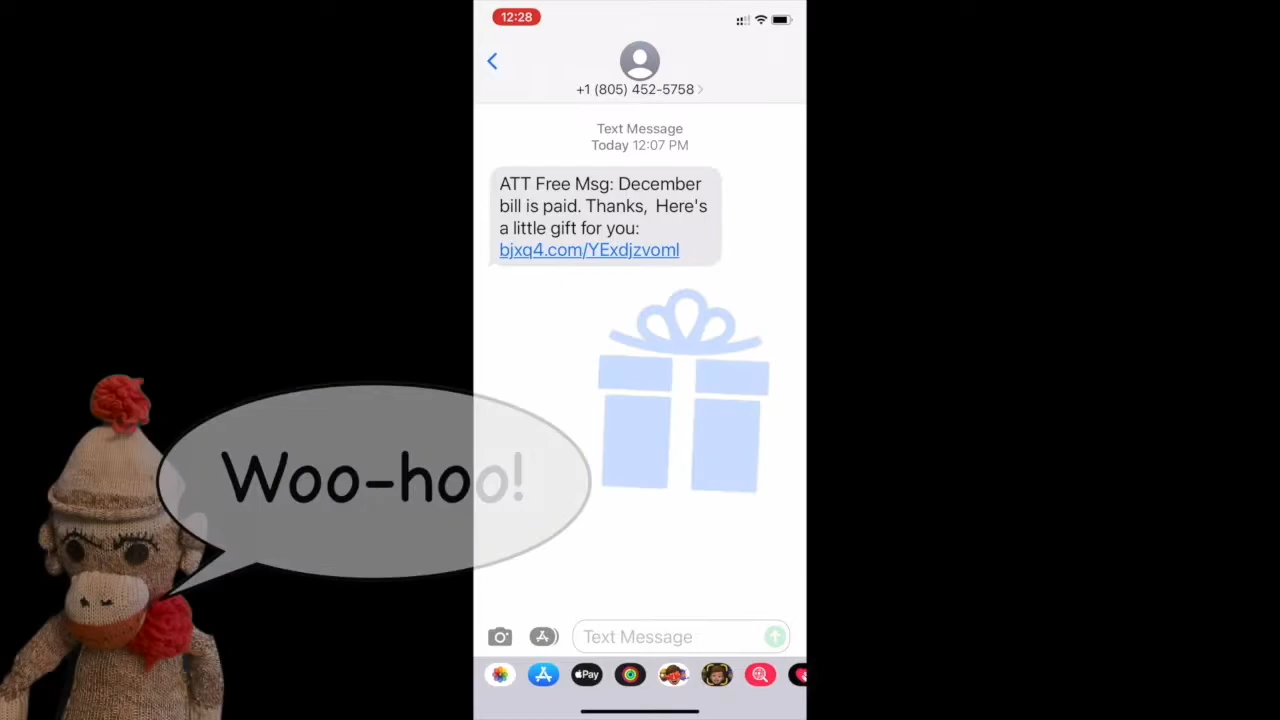 12:28
+1 (805) 452-5758
Text Message
Today 12:07 PM
ATT Free Msg: December
bill is paid. Thanks,  Here's
a little gift for you:
bjxq4.com/YExdjzvoml
Woo-hoo!
Text Message
Pay